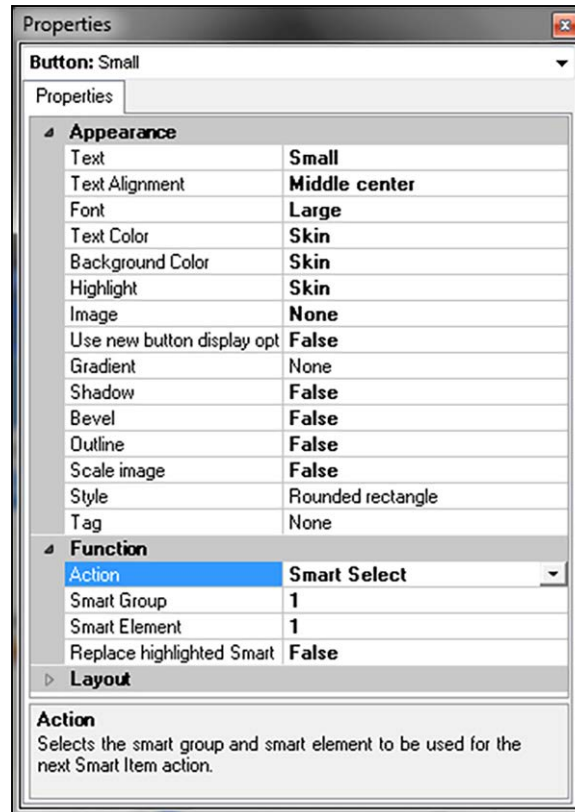 Properties
Button: Small
Properties
Appearance
Text Small
Text Alignment Middle center
Font Large
Text Color Skin
Background Color Skin
Highlight Skin
Image None
Use new button display opt False
Gradient None
Shadow False
Bevel False
Outline False
Scale image False
Style Rounded rectangle
Tag None
Function
Action Smart Select
Smart Group 1
Smart Element 1
Replace highlighted Smart False
Layout
Action
Selects the smart group and smart element to be used for the
next Smart Item action.